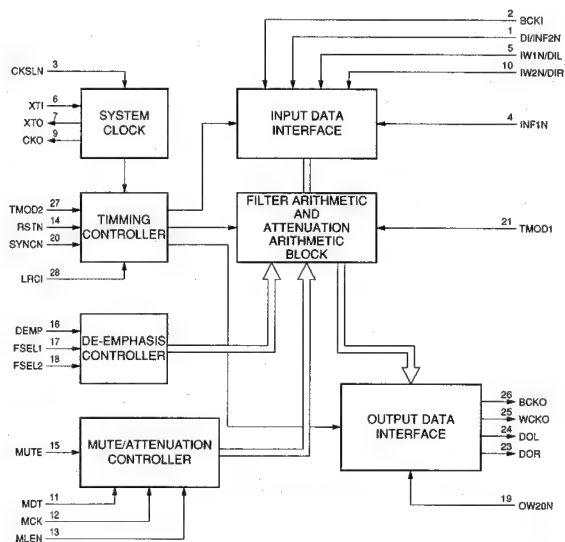 2 BCKI
1 DI/INF2N
5 IW1N/DIL
10 IW2N/DIR
CKSLN 3
XTI 6
XTO 7
CKO 9
SYSTEM
CLOCK
INPUT DATA
INTERFACE
4 INF1N
TMOD2 27
RSTN 14
SYNCN 20
LRCI 28
TIMMING
CONTROLLER
FILTER ARITHMETIC
AND
ATTENUATION
ARITHMETIC
BLOCK
21 TMOD1
DEMP 16
FSEL1 17
FSEL2 18
DE-EMPHASIS
CONTROLLER
OUTPUT DATA
INTERFACE
26 BCKO
25 WCKO
24 DOL
23 DOR
19 OW20N
MUTE 15
MUTE/ATTENUATION
CONTROLLER
MDT 11
MCK 12
MLEN 13